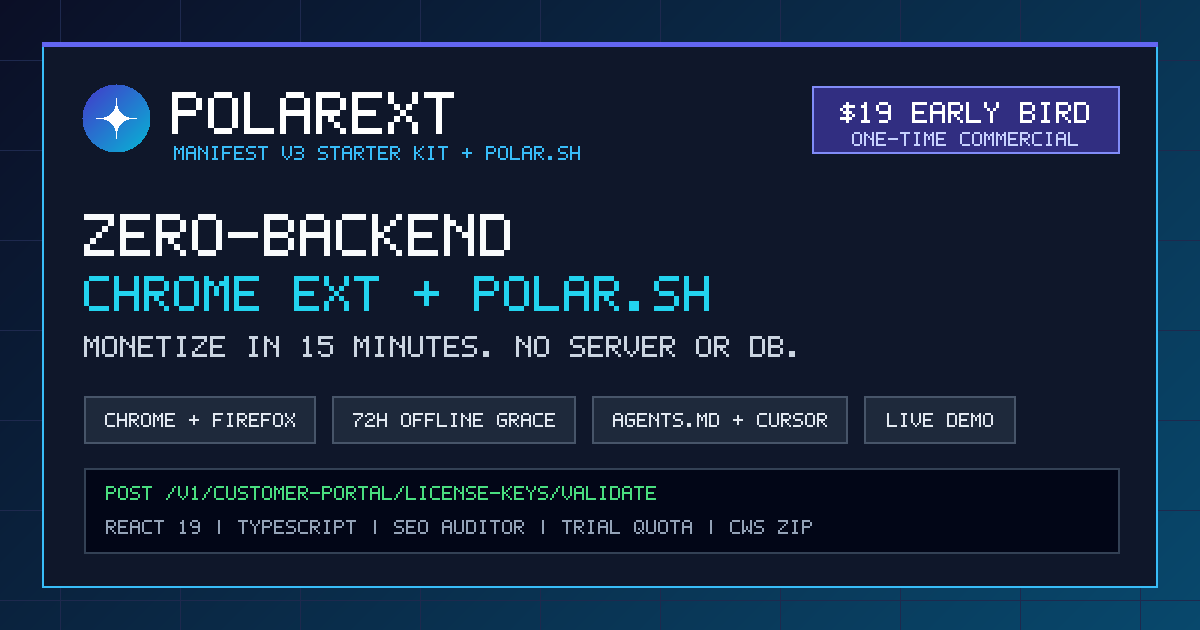 POLAREXT
MANIFEST V3 STARTER KIT + POLAR.SH
$19 EARLY BIRD
ONE-TIME COMMERCIAL
ZERO-BACKEND
CHROME EXT + POLAR.SH
MONETIZE IN 15 MINUTES. NO SERVER OR DB.
CHROME + FIREFOX
72H OFFLINE GRACE
AGENTS.MD + CURSOR
LIVE DEMO
POST /V1/CUSTOMER-PORTAL/LICENSE-KEYS/VALIDATE
REACT 19 | TYPESCRIPT | SEO AUDITOR | TRIAL QUOTA | CWS ZIP